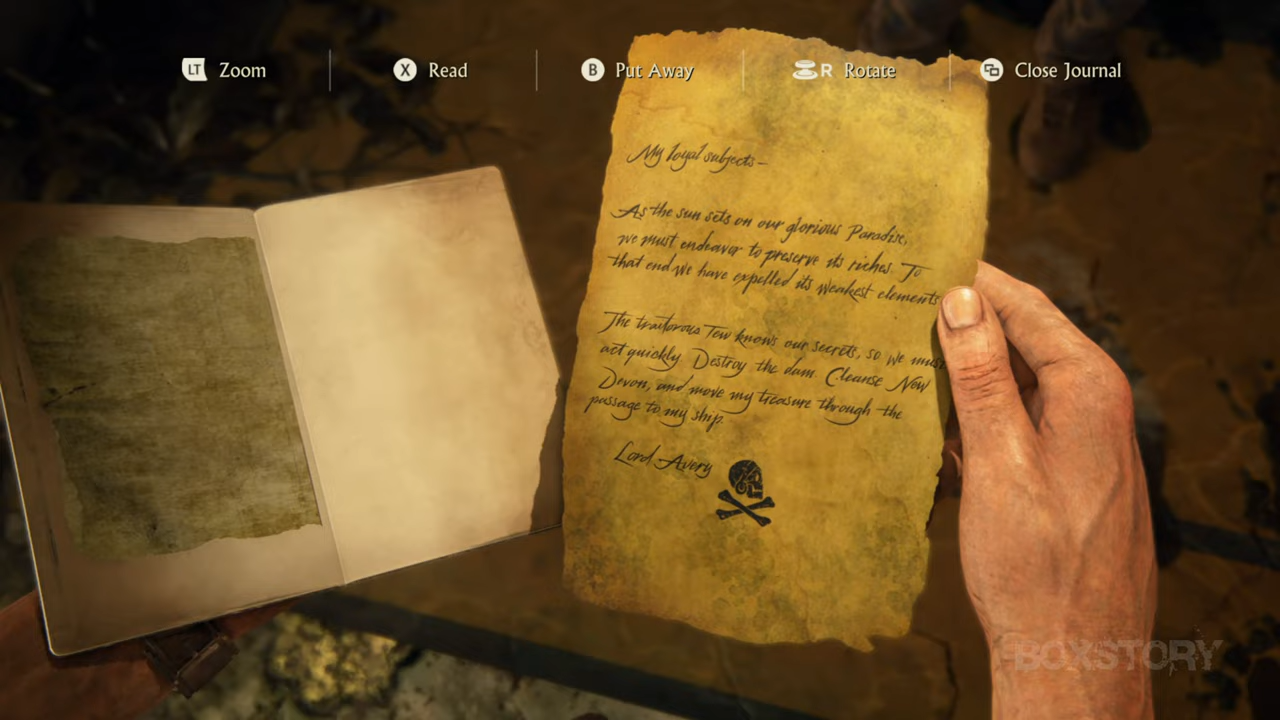 LT Zoom
X Read
B Put Away
R Rotate
Close Journal
My loyal subjects—
As the sun sets on our glorious Paradise,
we must endeavor to preserve its riches. To
that end we have expelled its weakest elements
The traitorous Tew knows our secrets, so we must
act quickly. Destroy the dam. Cleanse New
Devon, and move my treasure through the
passage to my ship.
Lord Avery
BOXSTORY